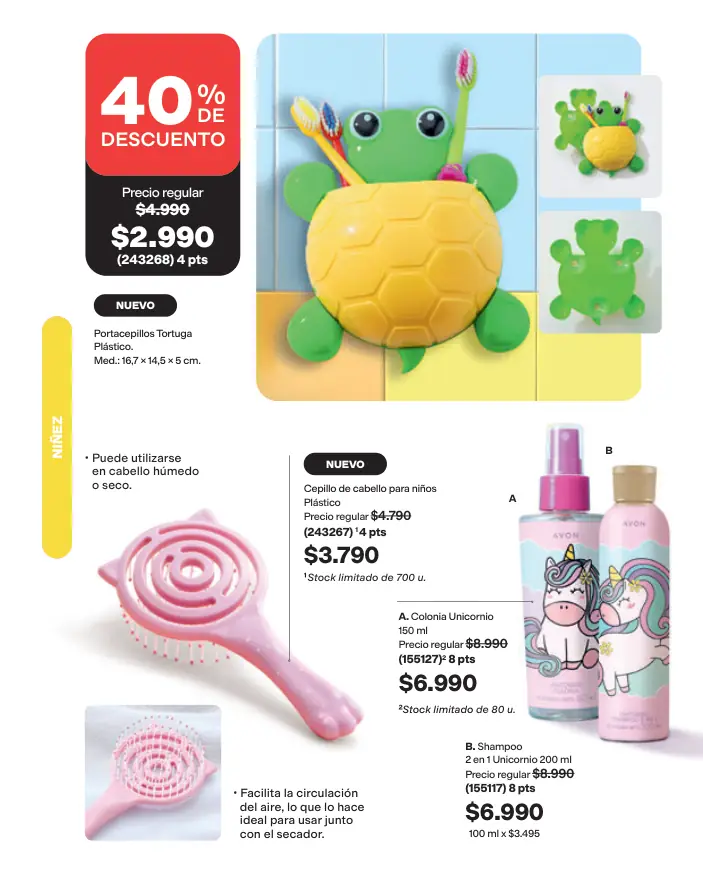 40%
DE
DESCUENTO
Precio regular
$4.990
$2.990
(243268) 4 pts
NUEVO
Portacepillos Tortuga
Plástico.
Med.: 16,7 × 14,5 × 5 cm.
NIÑEZ
• Puede utilizarse
en cabello húmedo
o seco.
NUEVO
Cepillo de cabello para niños
Plástico
Precio regular $4.790
(243267) ¹4 pts
$3.790
¹Stock limitado de 700 u.
A
B
AVON
AVON
A. Colonia Unicornio
150 ml
Precio regular $8.990
(155127)² 8 pts
$6.990
²Stock limitado de 80 u.
B. Shampoo
2 en 1 Unicornio 200 ml
Precio regular $8.990
(155117) 8 pts
$6.990
100 ml x $3.495
• Facilita la circulación
del aire, lo que lo hace
ideal para usar junto
con el secador.